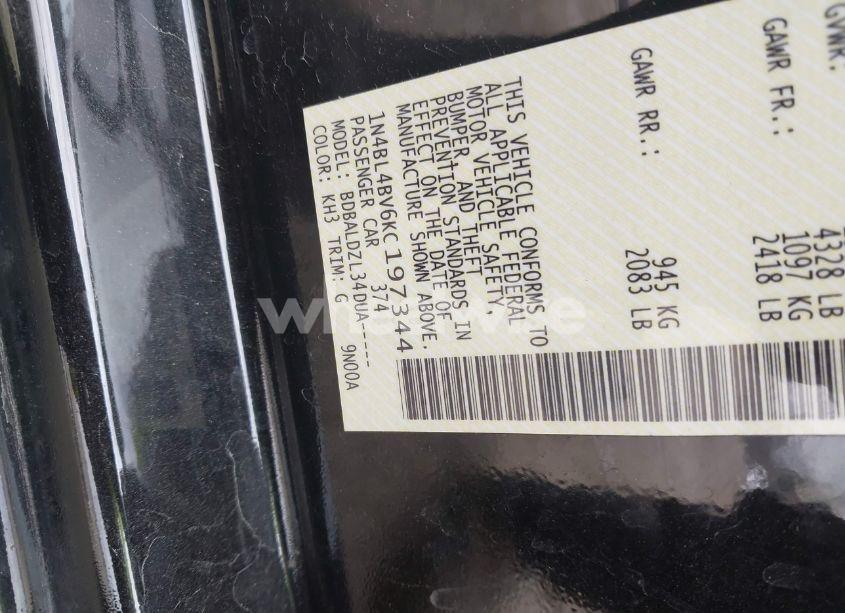 GVWR:
4328 LB
GAWR FR.: 1097 KG
2418 LB
GAWR RR.: 945 KG
2083 LB
THIS VEHICLE CONFORMS TO
ALL APPLICABLE FEDERAL
MOTOR VEHICLE SAFETY,
BUMPER, AND THEFT
PREVENTION STANDARDS IN
EFFECT ON THE DATE OF
MANUFACTURE SHOWN ABOVE.
1N4BL4BV6KC197344
PASSENGER CAR 374
MODEL: BDBALDZL34DUA-----
COLOR: KH3 TRIM: G 9N00A